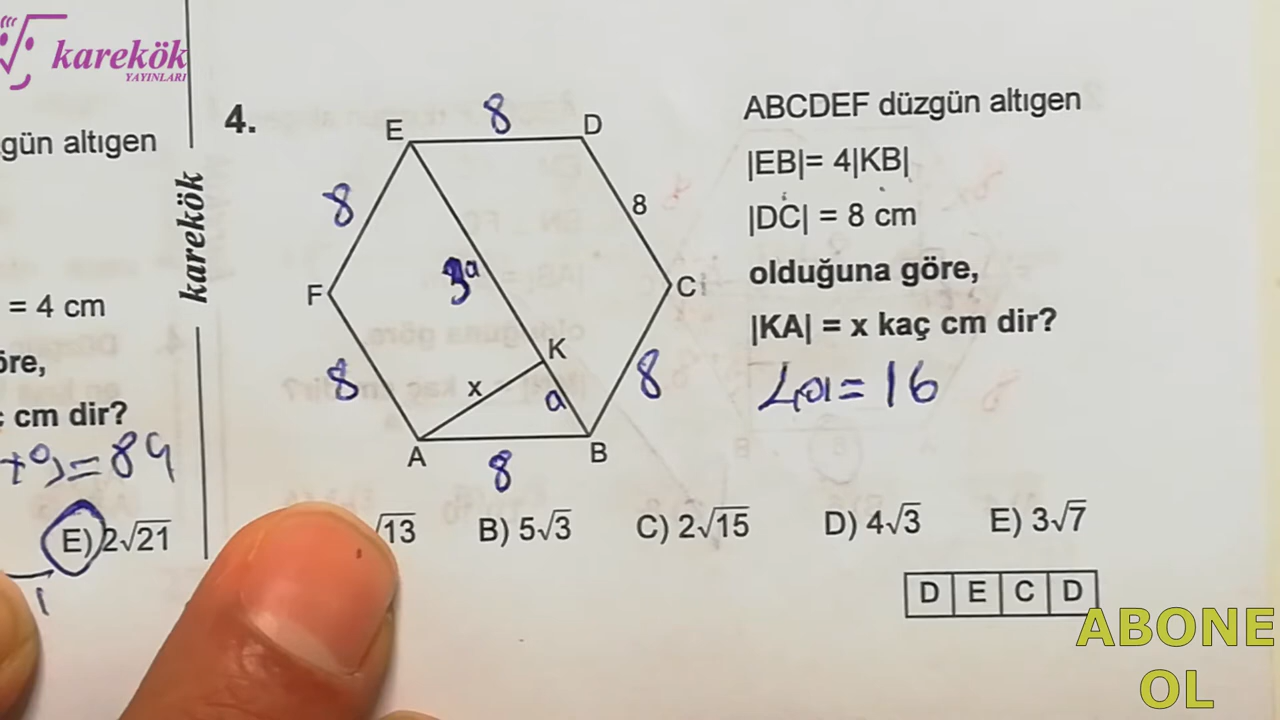 karekök
YAYINLARI
gün altıgen
karekök
= 4 cm
öre,
ç cm dir?
= 89
E) 2√21
4.
E
8
D
8
8
F
3a
C
K
x
a
8
8
A
8
B
ABCDEF düzgün altıgen
|EB|= 4|KB|
|DC| = 8 cm
olduğuna göre,
|KA| = x kaç cm dir?
4a = 16
√13 B) 5√3 C) 2√15 D) 4√3 E) 3√7
D E C D
ABONE
OL